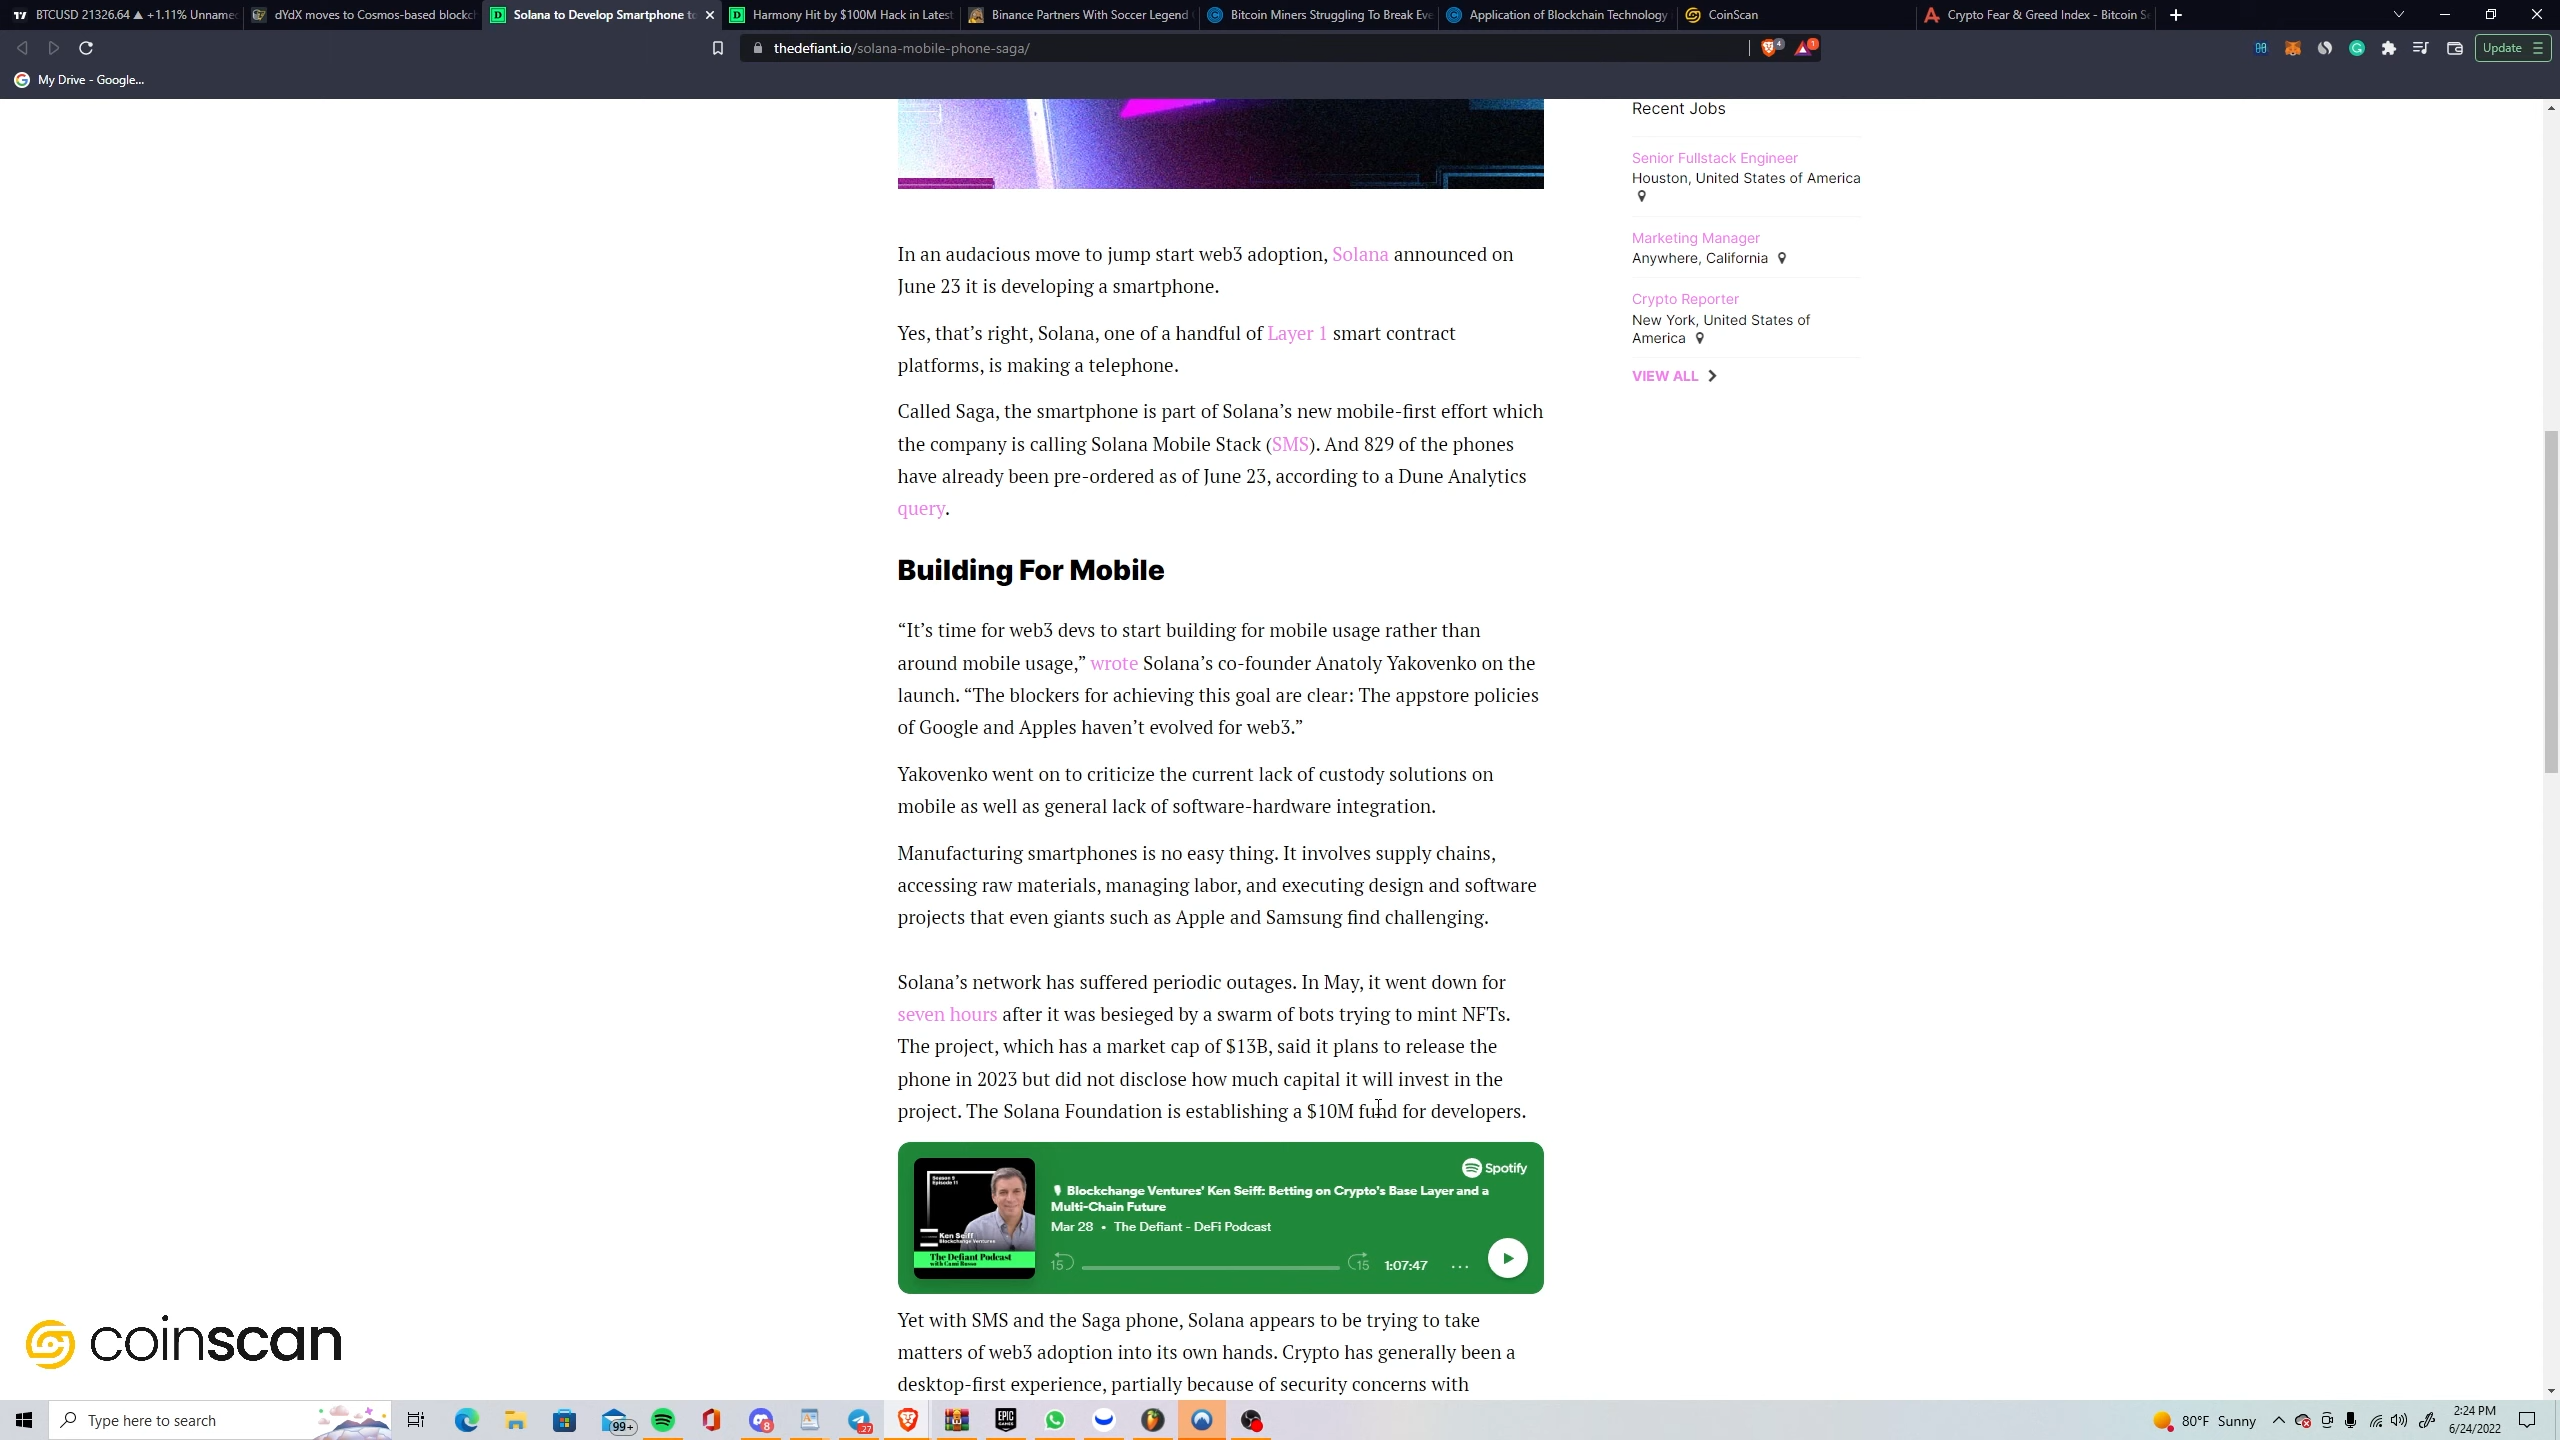 BTCUSD 21326.64 ▲ +1.11% Unname
dYdX moves to Cosmos-based blockc
Solana to Develop Smartphone to
Harmony Hit by $100M Hack in Latest
Binance Partners With Soccer Legend
Bitcoin Miners Struggling To Break Eve
Application of Blockchain Technology
CoinScan
Crypto Fear & Greed Index - Bitcoin Se
thedefiant.io/solana-mobile-phone-saga/
4
1
Update
My Drive - Google...
Recent Jobs
Senior Fullstack Engineer
Houston, United States of America
Marketing Manager
Anywhere, California
Crypto Reporter
New York, United States of
America
VIEW ALL
In an audacious move to jump start web3 adoption, Solana announced on
June 23 it is developing a smartphone.
Yes, that’s right, Solana, one of a handful of Layer 1 smart contract
platforms, is making a telephone.
Called Saga, the smartphone is part of Solana’s new mobile-first effort which
the company is calling Solana Mobile Stack (SMS). And 829 of the phones
have already been pre-ordered as of June 23, according to a Dune Analytics
query.
Building For Mobile
“It’s time for web3 devs to start building for mobile usage rather than
around mobile usage,” wrote Solana’s co-founder Anatoly Yakovenko on the
launch. “The blockers for achieving this goal are clear: The appstore policies
of Google and Apples haven’t evolved for web3.”
Yakovenko went on to criticize the current lack of custody solutions on
mobile as well as general lack of software-hardware integration.
Manufacturing smartphones is no easy thing. It involves supply chains,
accessing raw materials, managing labor, and executing design and software
projects that even giants such as Apple and Samsung find challenging.
Solana’s network has suffered periodic outages. In May, it went down for
seven hours after it was besieged by a swarm of bots trying to mint NFTs.
The project, which has a market cap of $13B, said it plans to release the
phone in 2023 but did not disclose how much capital it will invest in the
project. The Solana Foundation is establishing a $10M fund for developers.
Season 5
Episode 11
Ken Seiff
Blockchange Ventures
The Defiant Podcast
with Cami Russo
Spotify
Blockchange Ventures' Ken Seiff: Betting on Crypto's Base Layer and a
Multi-Chain Future
Mar 28 • The Defiant - DeFi Podcast
15
15
1:07:47
Yet with SMS and the Saga phone, Solana appears to be trying to take
matters of web3 adoption into its own hands. Crypto has generally been a
desktop-first experience, partially because of security concerns with
coinscan
Type here to search
99+
8
27
EPIC
GAMES
80°F Sunny
2:24 PM
6/24/2022